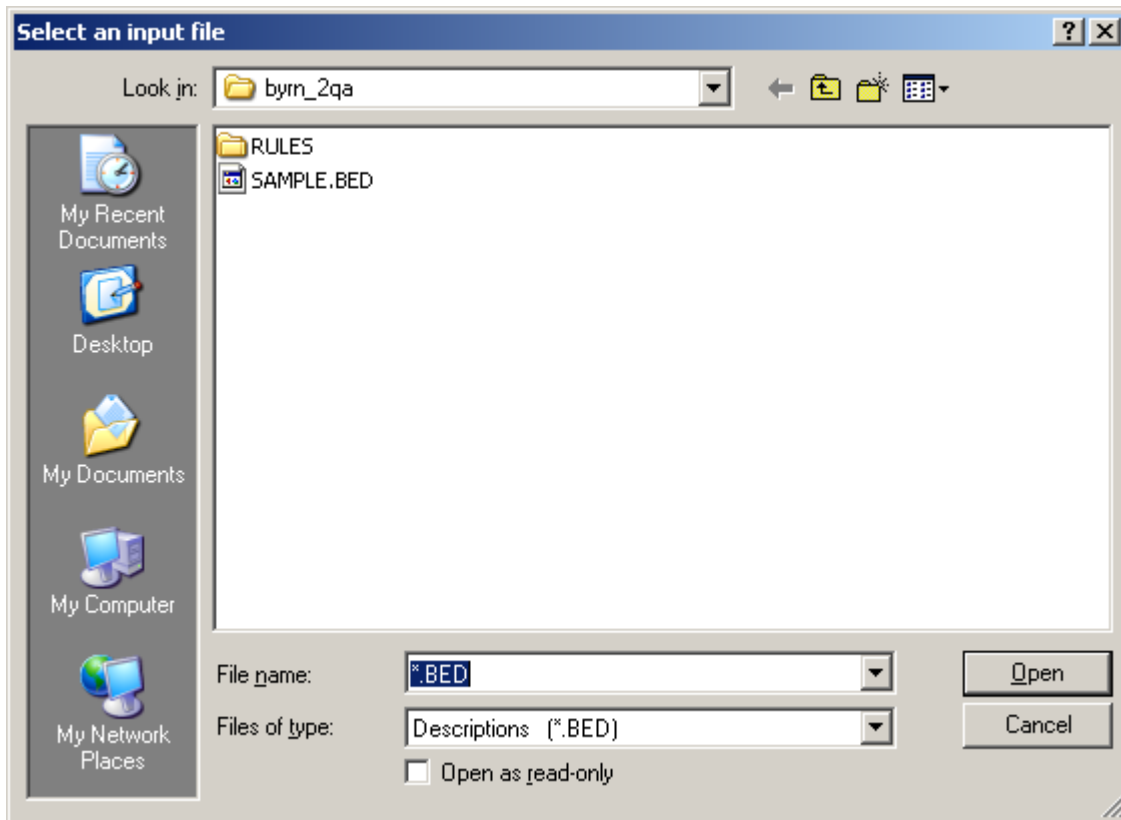 Select an input file
Look in: byrn_2qa
RULES
SAMPLE.BED
My Recent
Documents
Desktop
My Documents
My Computer
My Network
Places
File name: *.BED
Open
Files of type: Descriptions (*.BED)
Cancel
Open as read-only